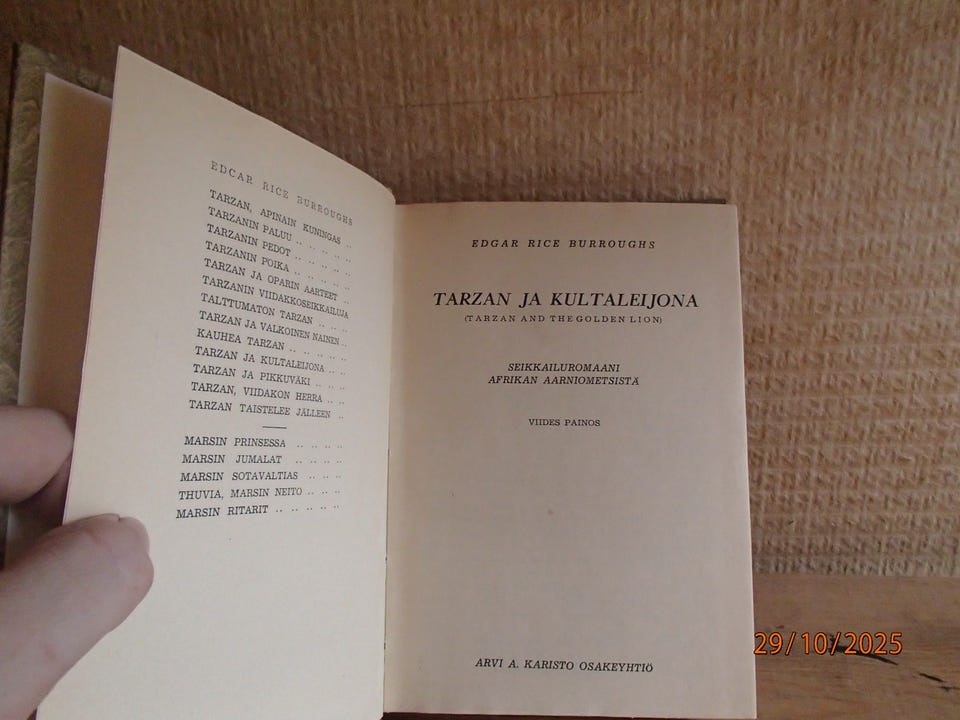 EDGAR RICE BURROUGHS
TARZAN, APINAIN KUNINGAS ..
TARZANIN PALUU .. .. .. ..
TARZANIN PEDOT .. .. .. ..
TARZANIN POIKA .. .. .. ..
TARZAN JA OPARIN AARTEET ..
TARZANIN VIIDAKKOSEIKKAILUJA
TALTTUMATON TARZAN .. .. ..
TARZAN JA VALKOINEN NAINEN ..
KAUHEA TARZAN .. .. .. .. ..
TARZAN JA KULTALEIJONA .. ..
TARZAN JA PIKKUVÄKI .. .. ..
TARZAN, VIIDAKON HERRA .. ..
TARZAN TAISTELEE JÄLLEEN ..
MARSIN PRINSESSA .. .. .. ..
MARSIN JUMALAT .. .. .. ..
MARSIN SOTAVALTIAS .. .. ..
THUVIA, MARSIN NEITO .. .. ..
MARSIN RITARIT .. .. .. .. ..
EDGAR RICE BURROUGHS
TARZAN JA KULTALEIJONA
(TARZAN AND THE GOLDEN LION)
SEIKKAILUROMAANI
AFRIKAN AARNIOMETSISTÄ
VIIDES PAINOS
ARVI A. KARISTO OSAKEYHTIÖ
29/10/2025